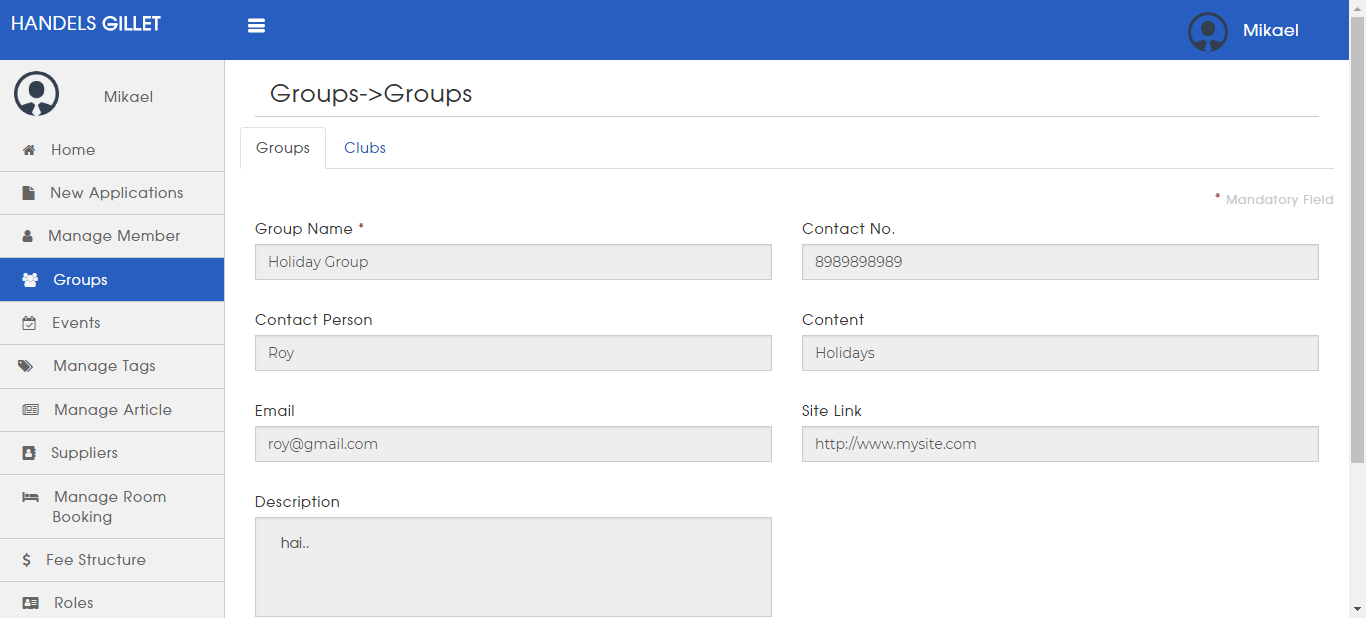 HANDELS GILLET
Mikael
Mikael
Home
New Applications
Manage Member
Groups
Events
Manage Tags
Manage Article
Suppliers
Manage Room
Booking
Fee Structure
Roles
Groups->Groups
Groups Clubs
* Mandatory Field
Group Name * Contact No.
Holiday Group 8989898989
Contact Person Content
Roy Holidays
Email Site Link
roy@gmail.com http://www.mysite.com
Description
hai..